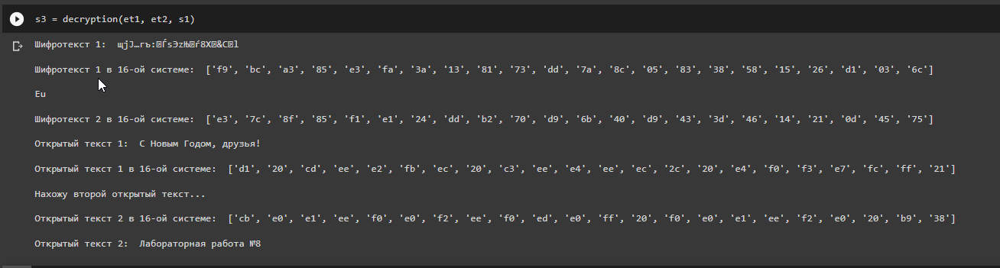 s3 = decryption(et1, et2, s1)
Шифротекст 1:  щјЈ…гъ:ЃsЭzЊѓ8X&Сl
Шифротекст 1 в 16-ой системе:  ['f9', 'bc', 'a3', '85', 'e3', 'fa', '3a', '13', '81', '73', 'dd', '7a', '8c', '05', '83', '38', '58', '15', '26', 'd1', '03', '6c']
Eu
Шифротекст 2 в 16-ой системе:  ['e3', '7c', '8f', '85', 'f1', 'e1', '24', 'dd', 'b2', '70', 'd9', '6b', '40', 'd9', '43', '3d', '46', '14', '21', '0d', '45', '75']
Открытый текст 1:  С Новым Годом, друзья!
Открытый текст 1 в 16-ой системе:  ['d1', '20', 'cd', 'ee', 'e2', 'fb', 'ec', '20', 'c3', 'ee', 'e4', 'ee', 'ec', '2c', '20', 'e4', 'f0', 'f3', 'e7', 'fc', 'ff', '21']
Нахожу второй открытый текст...
Открытый текст 2 в 16-ой системе:  ['cb', 'e0', 'e1', 'ee', 'f0', 'e0', 'f2', 'ee', 'f0', 'ed', 'e0', 'ff', '20', 'f0', 'e0', 'e1', 'ee', 'f2', 'e0', '20', 'b9', '38']
Открытый текст 2:  Лабораторная работа №8